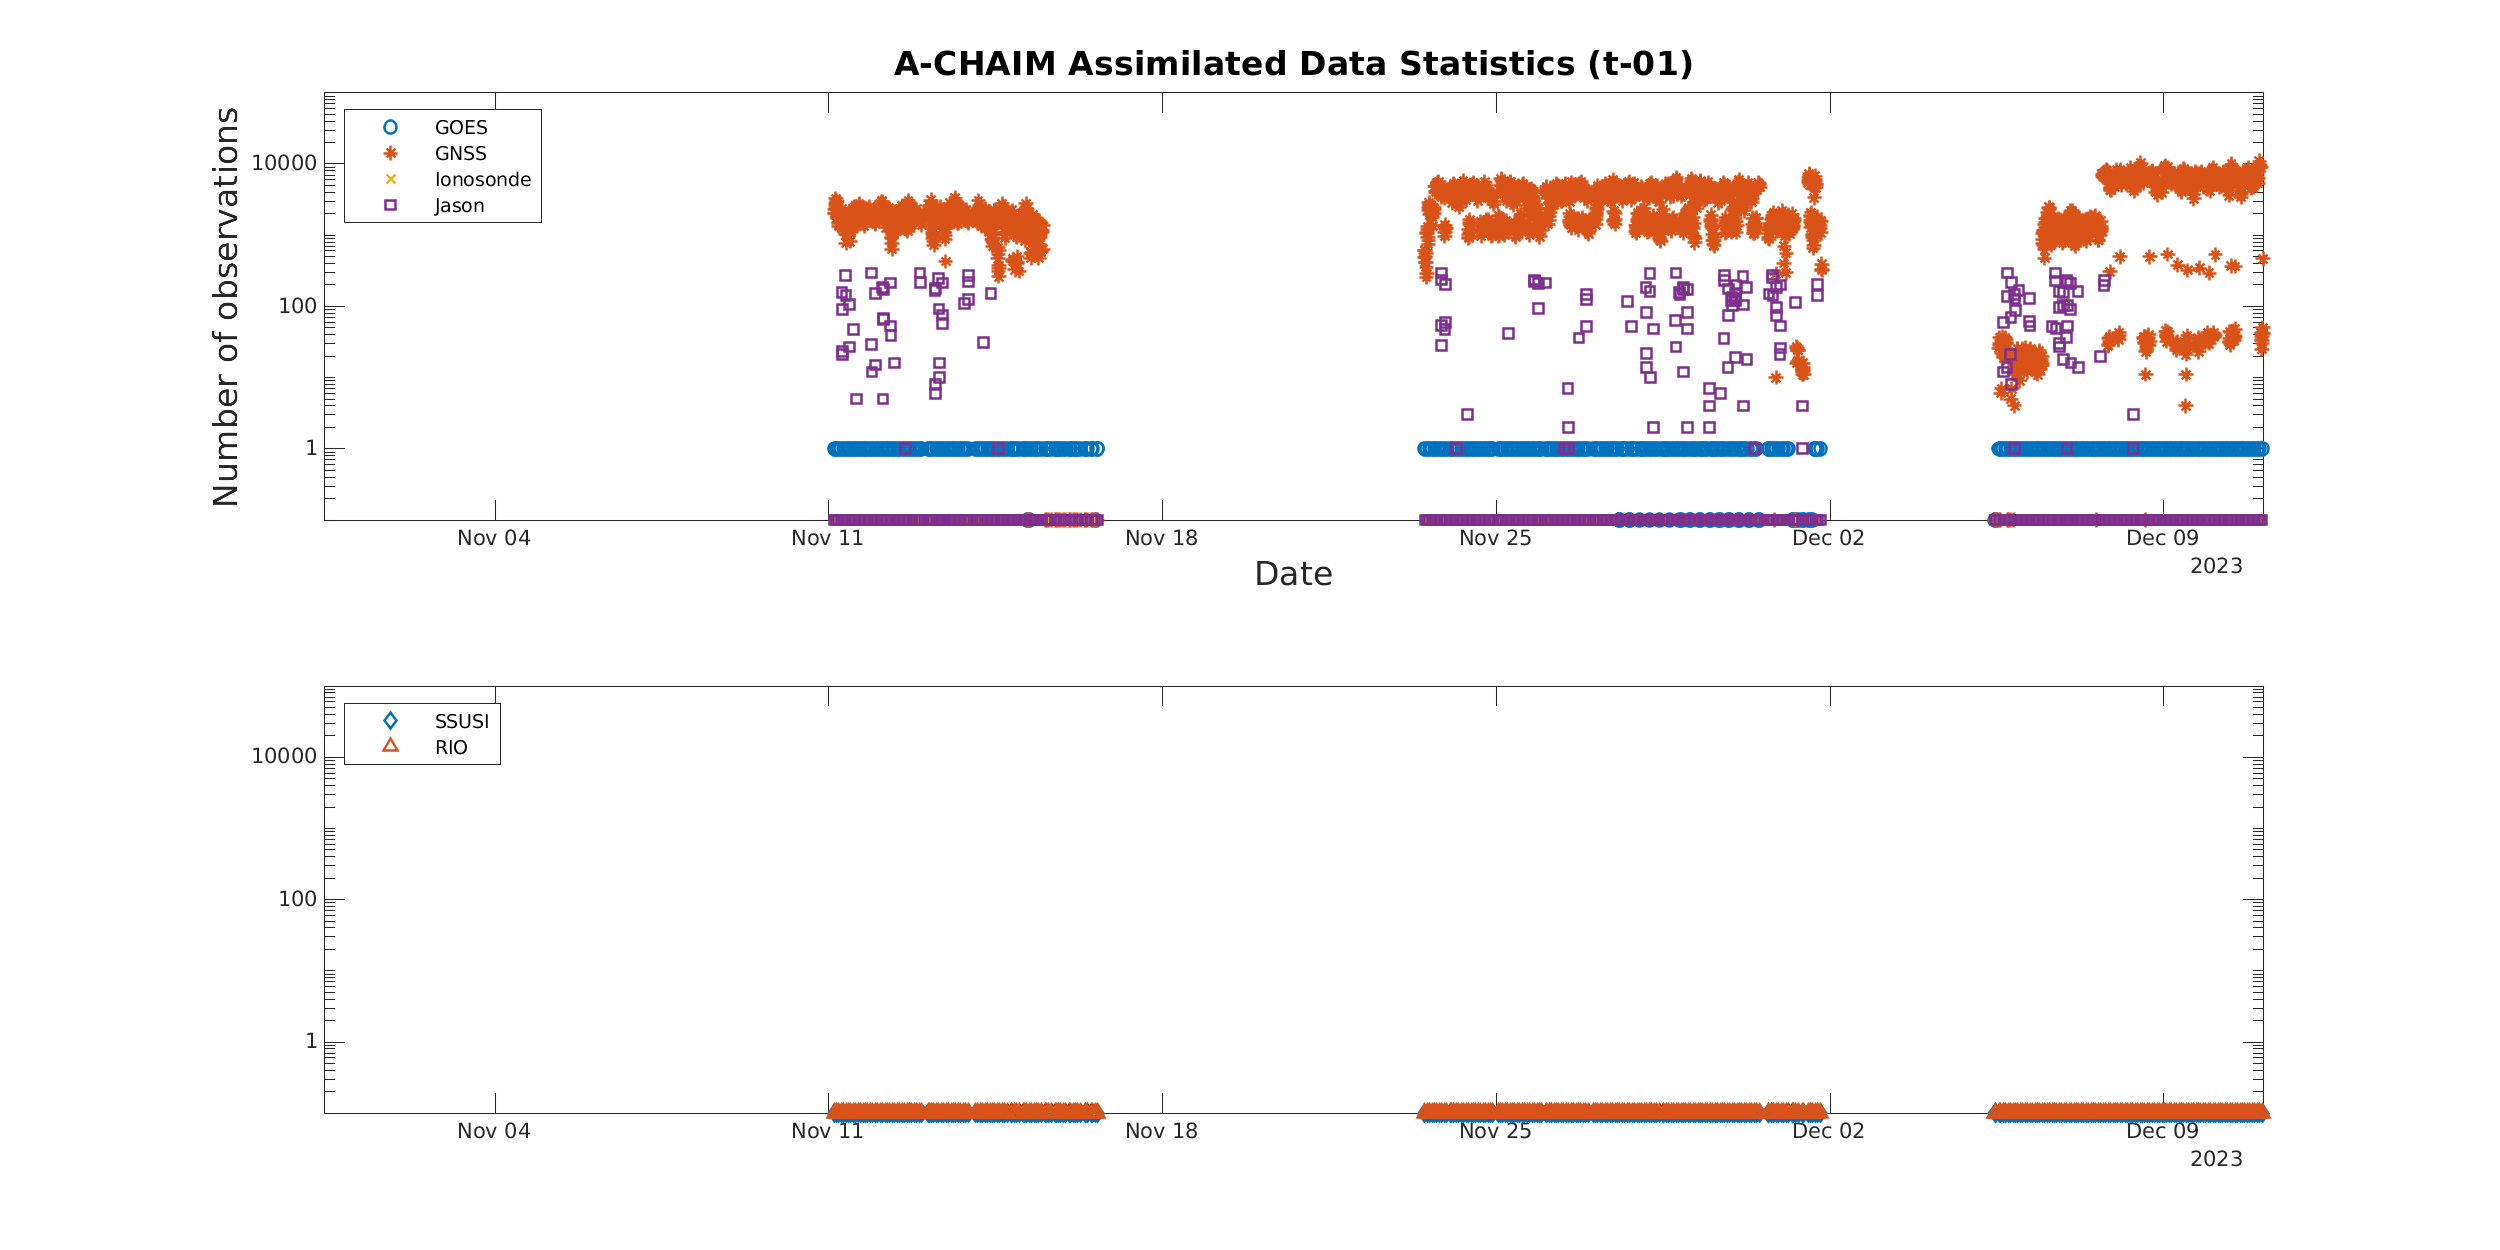 A-CHAIM Assimilated Data Statistics (t-01)
Number of observations
10000
100
1
GOES
GNSS
Ionosonde
Jason
Nov 04
Nov 11
Nov 18
Nov 25
Dec 02
Dec 09
2023
Date
10000
100
1
SSUSI
RIO
Nov 04
Nov 11
Nov 18
Nov 25
Dec 02
Dec 09
2023